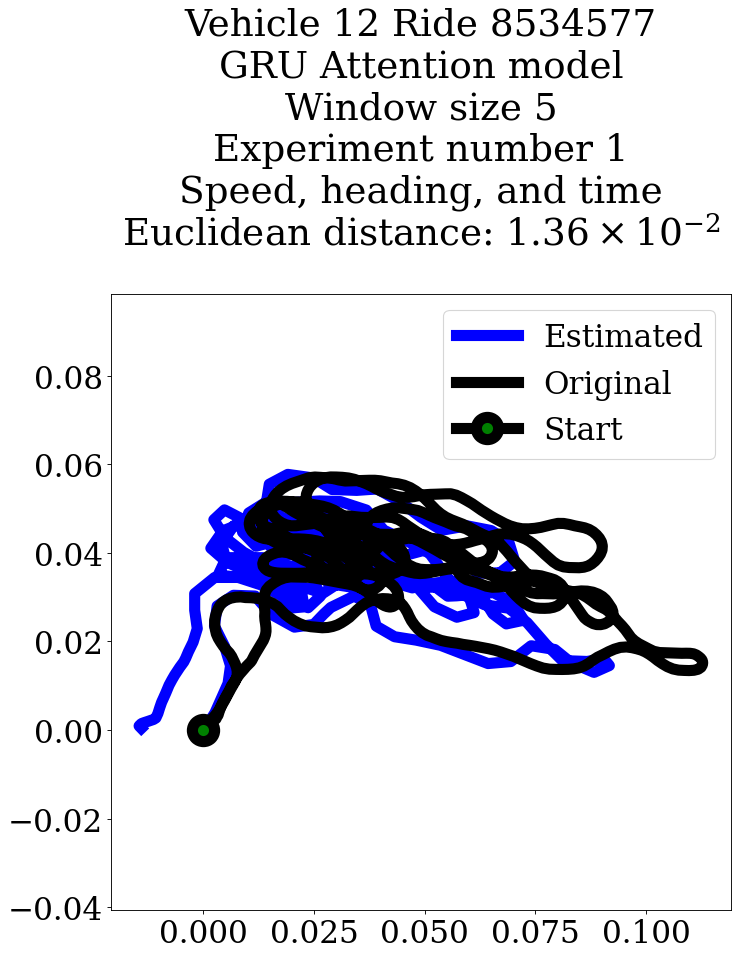 Vehicle 12 Ride 8534577
GRU Attention model
Window size 5
Experiment number 1
Speed, heading, and time
Euclidean distance: 1.36 × 10⁻²
Estimated
Original
Start
0.08
0.06
0.04
0.02
0.00
−0.02
−0.04
0.000 0.025 0.050 0.075 0.100